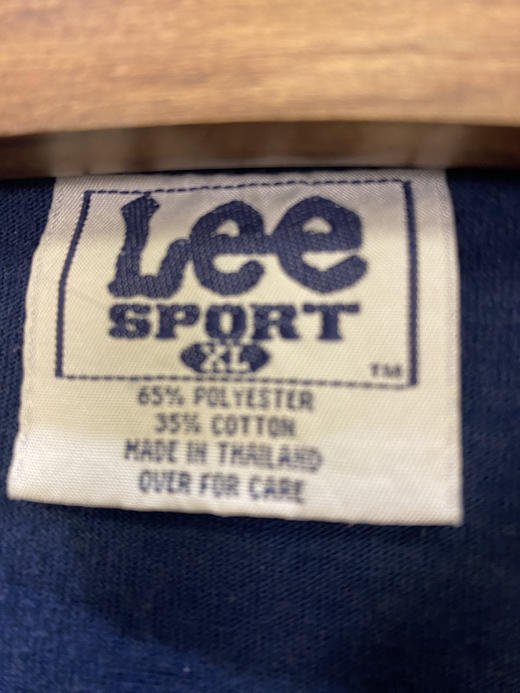 Lee
SPORT
XL
TM
65% POLYESTER
35% COTTON
MADE IN THAILAND
OVER FOR CARE